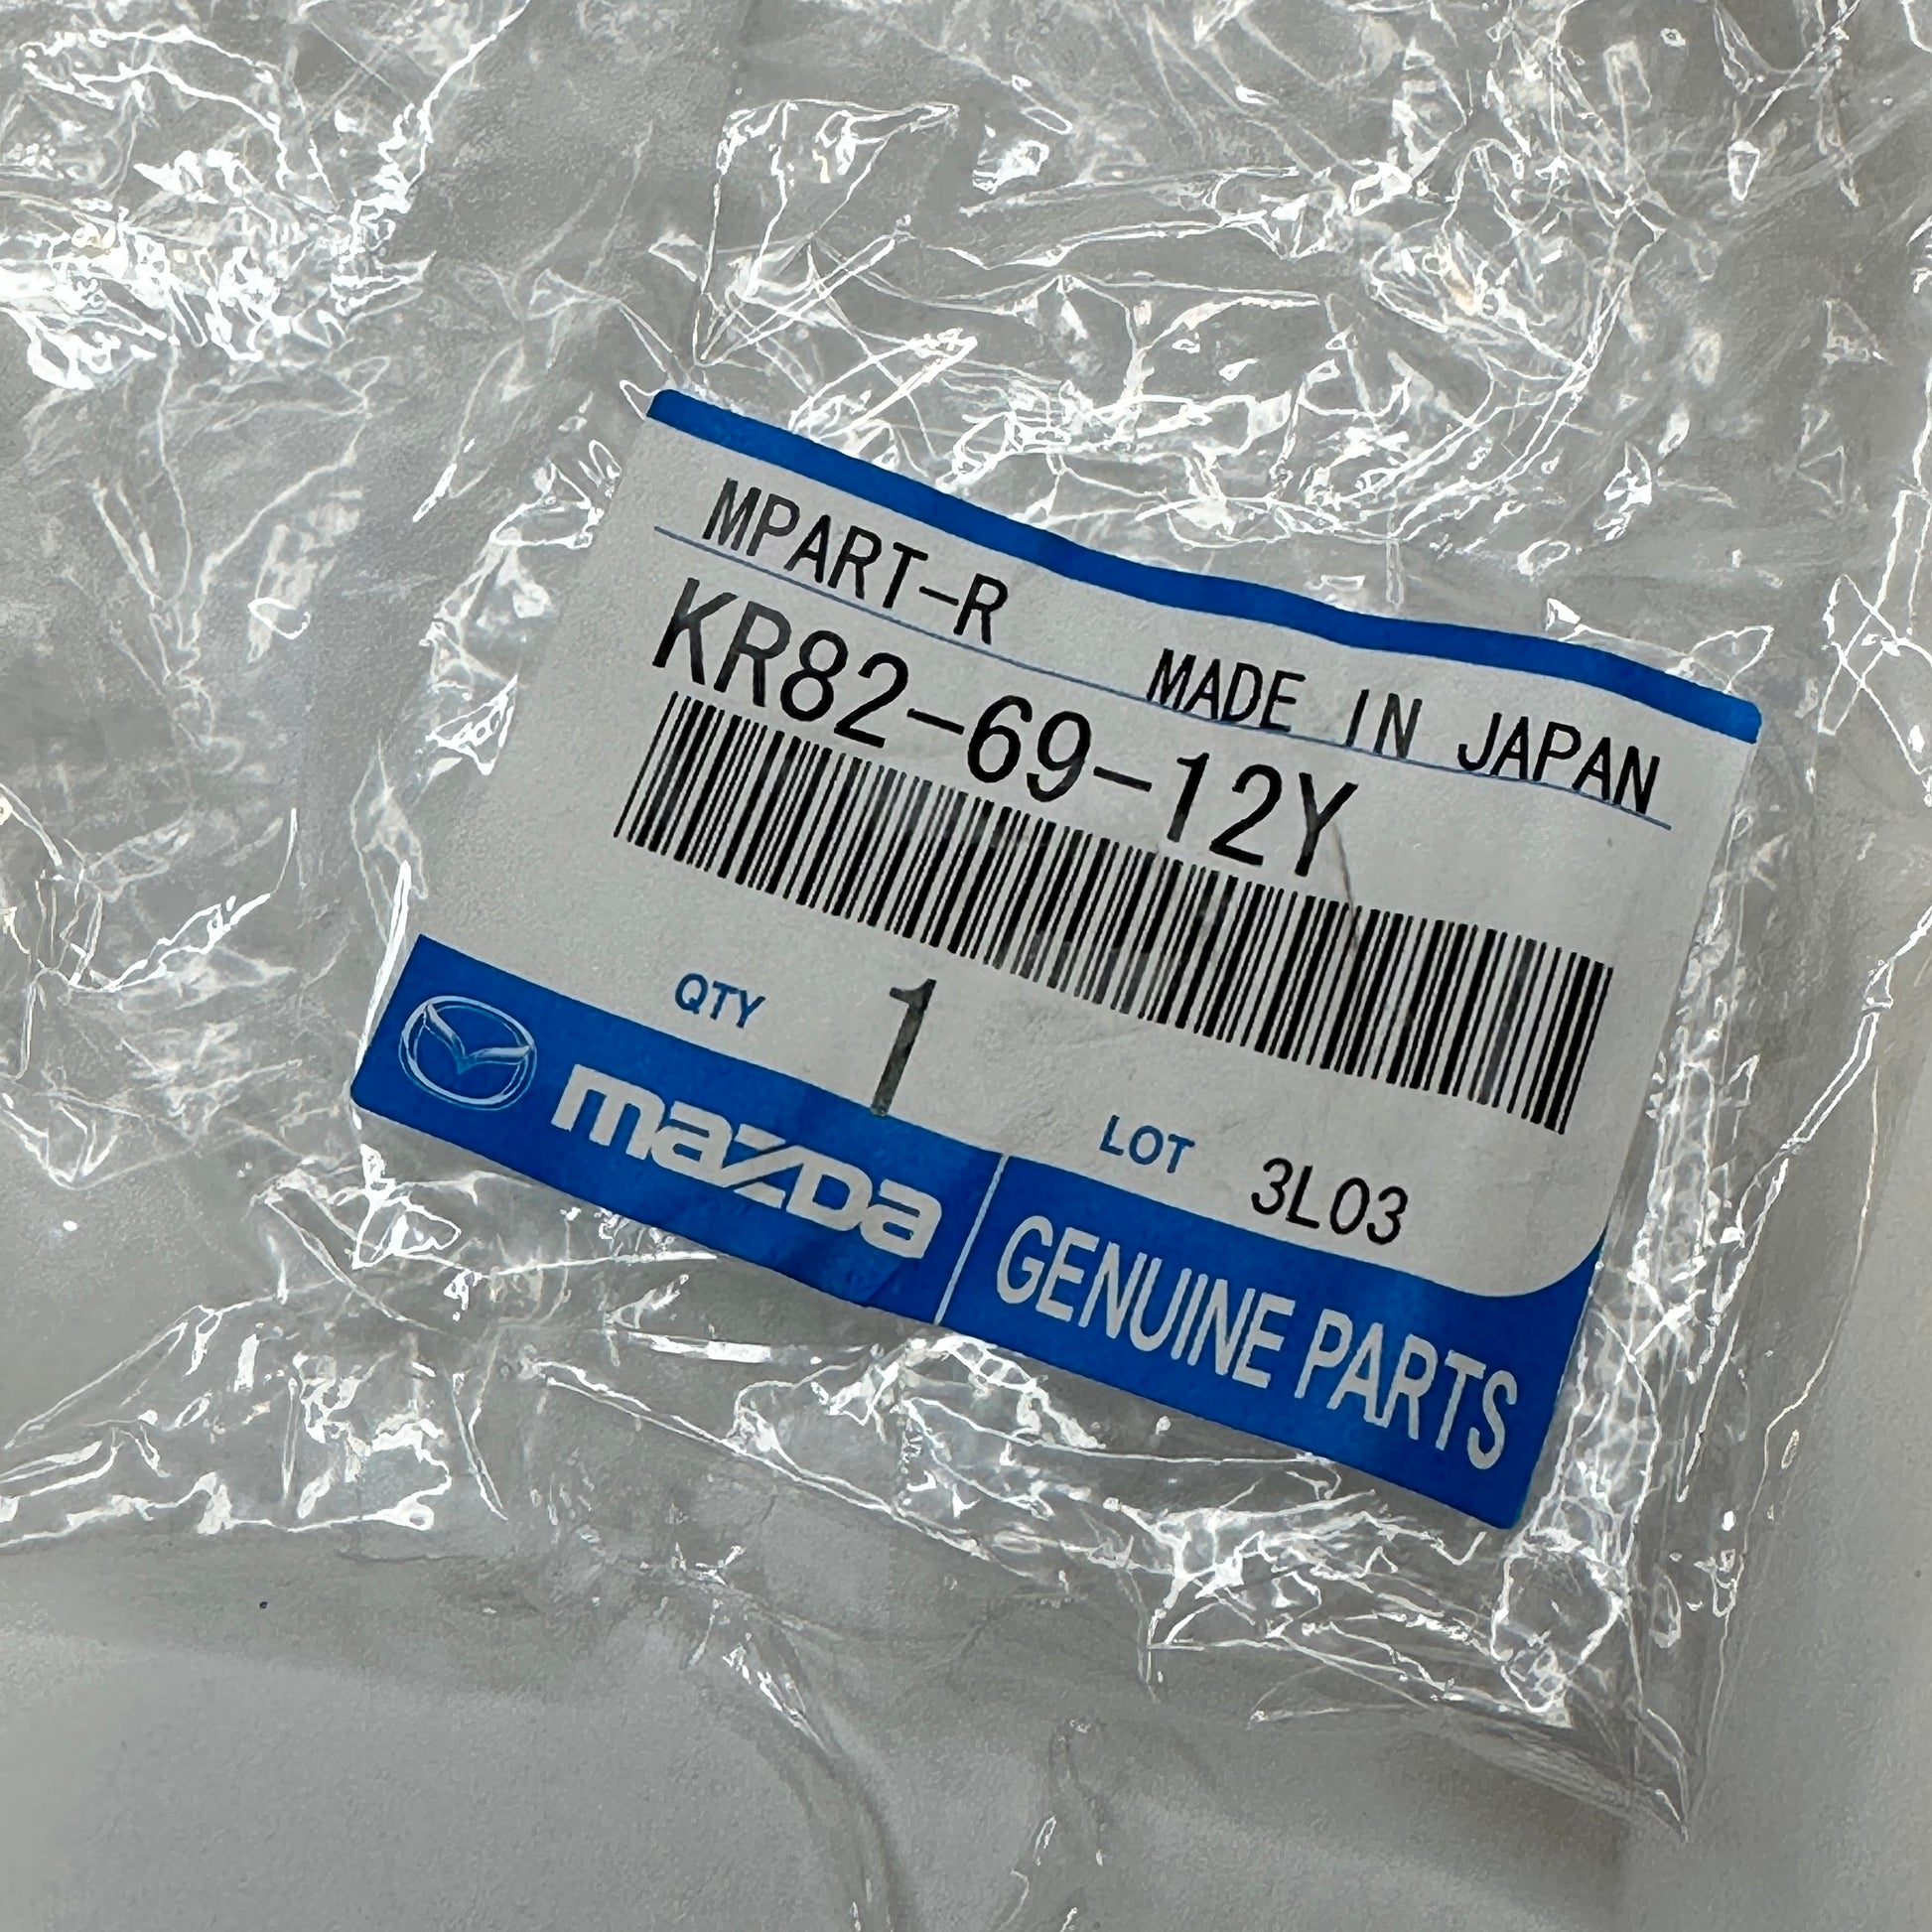 MPART-R MADE IN JAPAN
KR82-69-12Y
QTY 1
LOT 3L03
mazda GENUINE PARTS